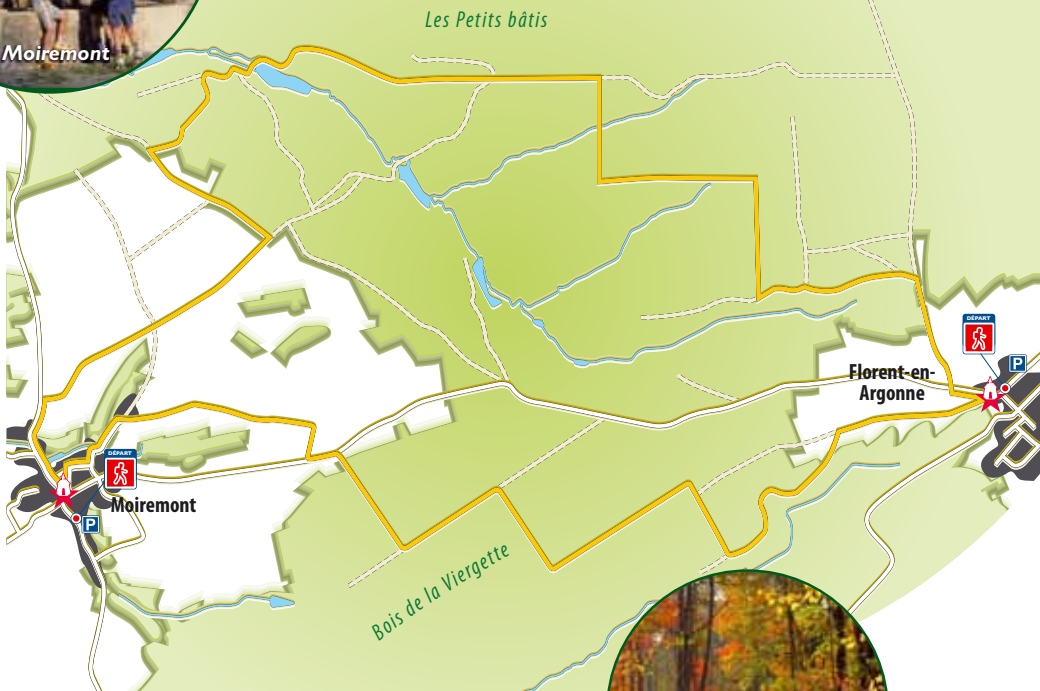 Les Petits bâtis
Moiremont
DÉPART
P
Florent-en-
Argonne
DÉPART
Moiremont
P
Bois de la Viergette